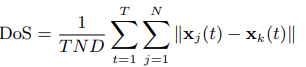 DoS = \frac{1}{TND} \sum_{t=1}^{T} \sum_{j=1}^{N} \|\mathbf{x}_j(t) - \mathbf{x}_k(t)\|